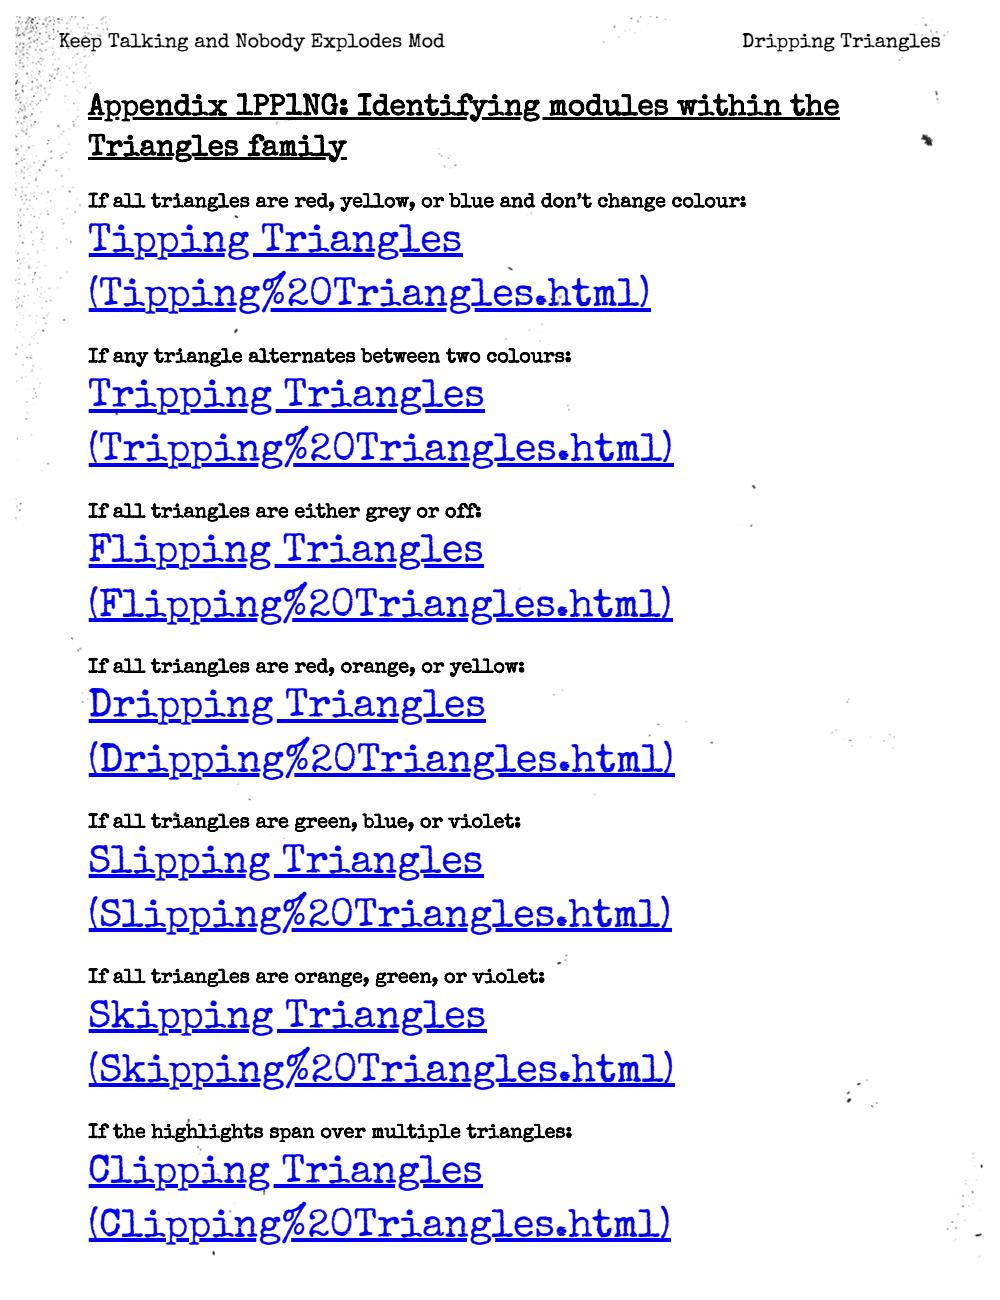 Keep Talking and Nobody Explodes Mod
Dripping Triangles
Appendix 1PP1NG: Identifying modules within the
Triangles family
If all triangles are red, yellow, or blue and don't change colour:
Tipping Triangles
(Tipping%20Triangles.html)
If any triangle alternates between two colours:
Tripping Triangles
(Tripping%20Triangles.html)
If all triangles are either grey or off:
Flipping Triangles
(Flipping%20Triangles.html)
If all triangles are red, orange, or yellow:
Dripping Triangles
(Dripping%20Triangles.html)
If all triangles are green, blue, or violet:
Slipping Triangles
(Slipping%20Triangles.html)
If all triangles are orange, green, or violet:
Skipping Triangles
(Skipping%20Triangles.html)
If the highlights span over multiple triangles:
Clipping Triangles
(Clipping%20Triangles.html)